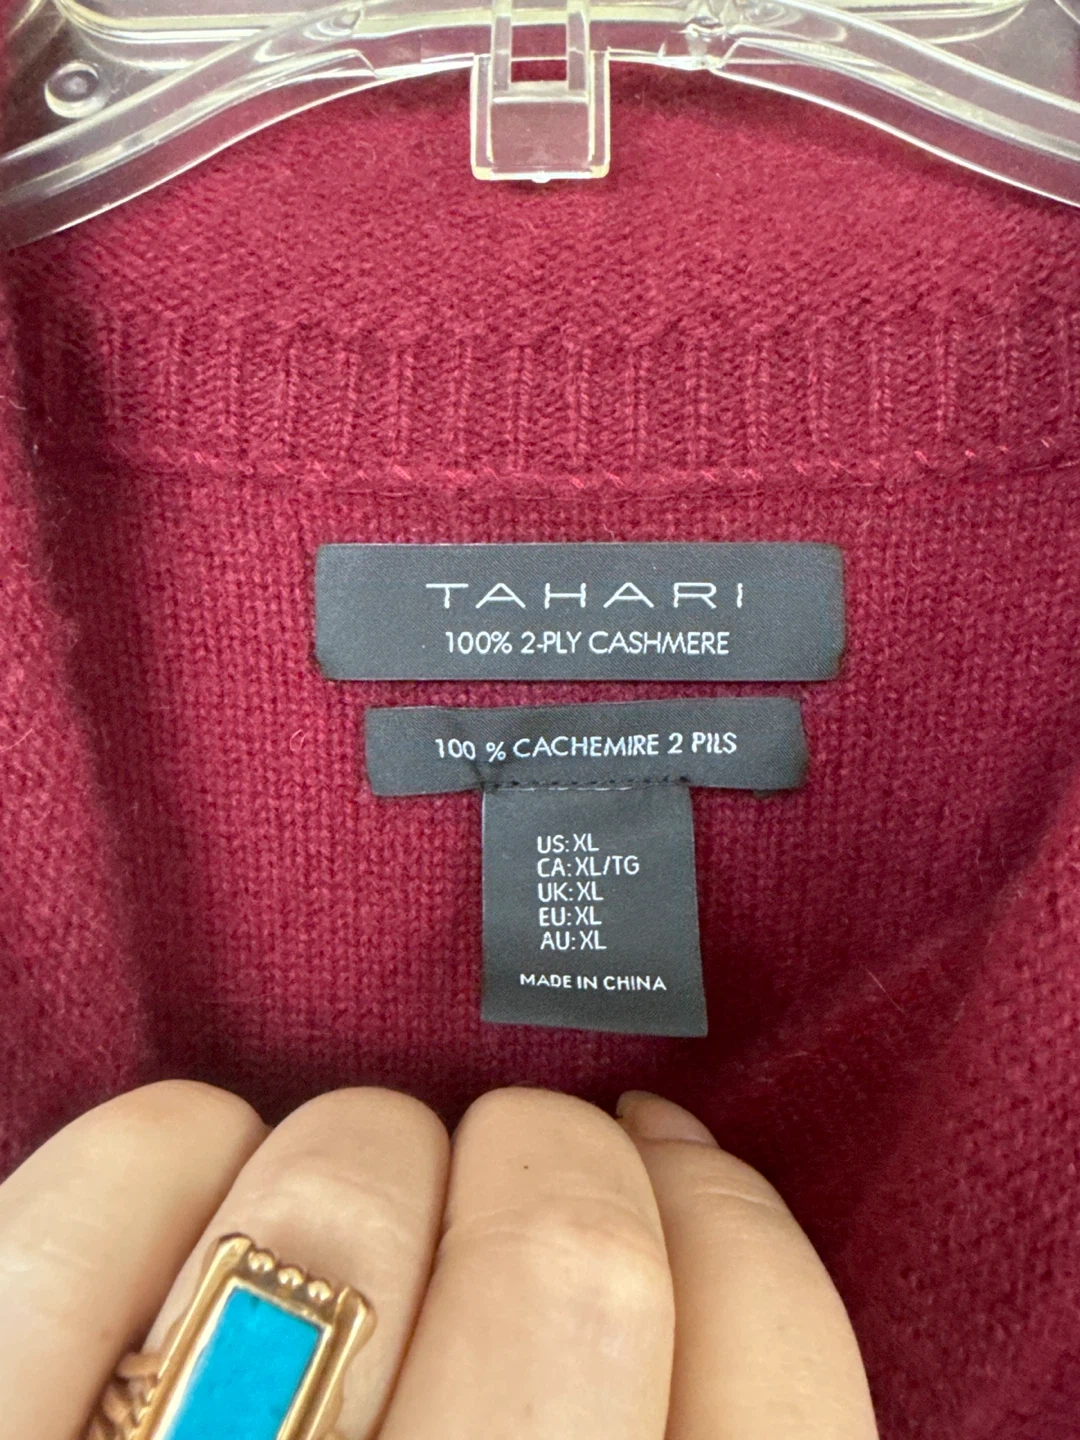 TAHARI
100% 2-PLY CASHMERE
100 % CACHEMIRE 2 PILS
US: XL
CA: XL/TG
UK: XL
EU: XL
AU: XL
MADE IN CHINA